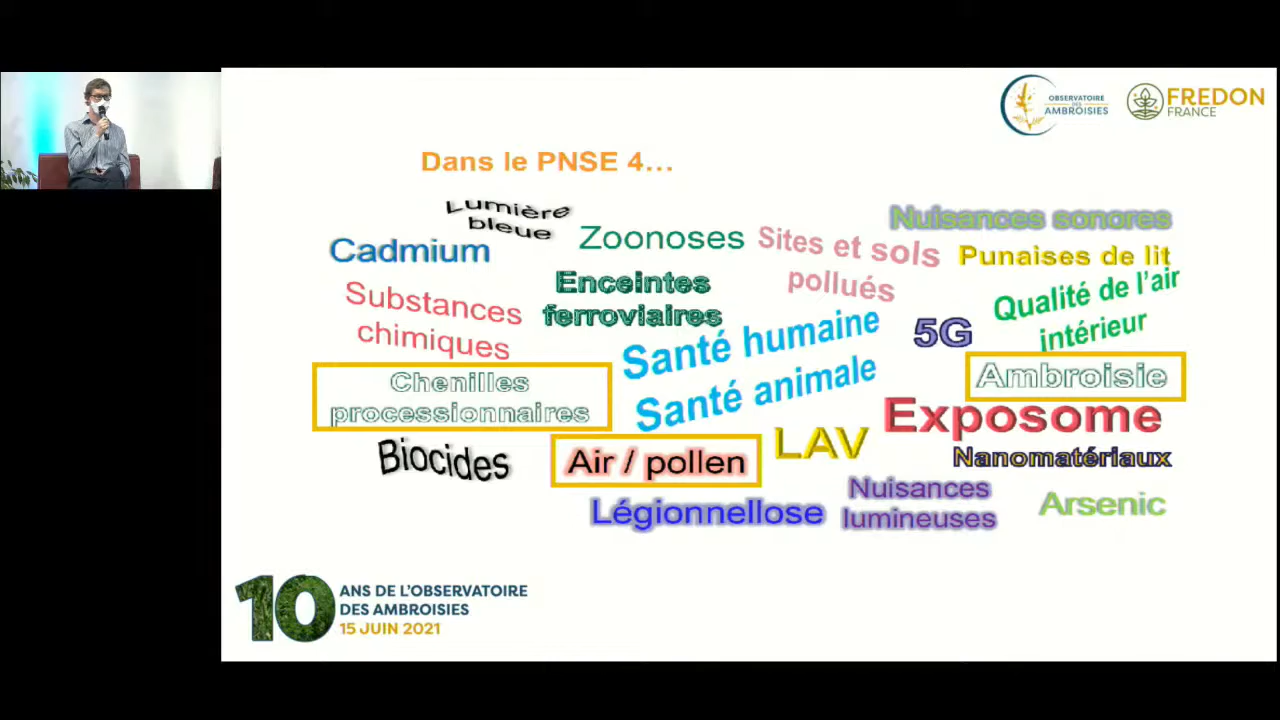 OBSERVATOIRE
DES
AMBROISIES
FREDON
FRANCE
Dans le PNSE 4...
Lumière
bleue
Nuisances sonores
Cadmium
Zoonoses
Sites et sols
pollués
Punaises de lit
Substances
chimiques
Enceintes
ferroviaires
Qualité de l'air
intérieur
Santé humaine
Santé animale
5G
Chenilles
processionnaires
Ambroisie
Exposome
Biocides
Air / pollen
LAV
Nanomatériaux
Légionnellose
Nuisances
lumineuses
Arsenic
10
ANS DE L'OBSERVATOIRE
DES AMBROISIES
15 JUIN 2021